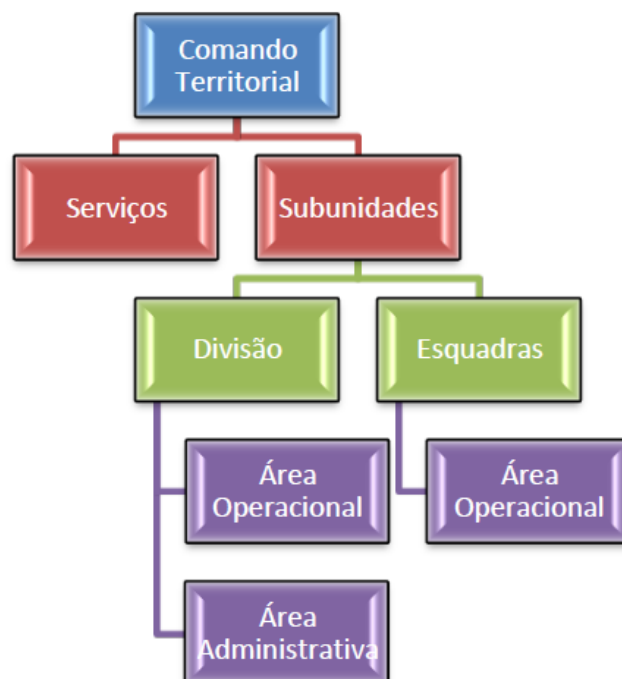 Comando
Territorial
Serviços
Subunidades
Divisão
Esquadras
Área
Operacional
Área
Operacional
Área
Administrativa